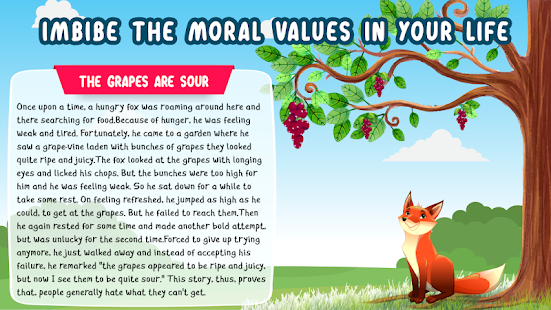 IMBIBE THE MORAL VALUES IN YOUR LIFE
THE GRAPES ARE SOUR
Once upon a time, a hungry fox was roaming around here and
there searching for food.Because of hunger, he was feeling
weak and tired. Fortunately, he came to a garden where he
saw a grape-vine laden with bunches of grapes they looked
quite ripe and juicy.The fox looked at the grapes with longing
eyes and licked his chops. But the bunches were too high for
him and he was feeling weak. So he sat down for a while to
take some rest. On feeling refreshed, he jumped as high as he
could, to get at the grapes. But he failed to reach them.Then
he again rested for some time and made another bold attempt,
but was unlucky for the second time.Forced to give up trying
anymore, he just walked away and instead of accepting his
failure, he remarked "the grapes appeared to be ripe and juicy,
but now I see them to be quite sour." This story, thus, proves
that, people generally hate what they can't get.